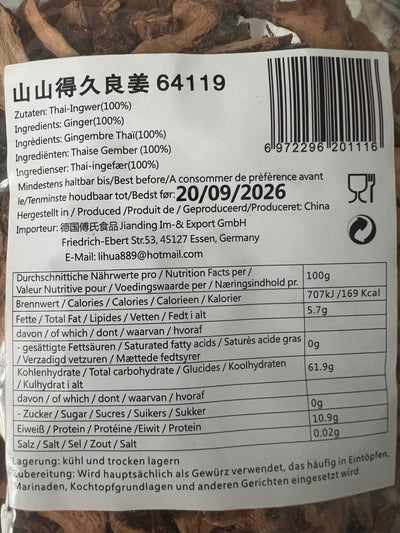 山山得久良姜 64119
Zutaten: Thai-Ingwer(100%)
Ingredients: Ginger(100%)
Ingrédients: Gingembre Thaï(100%)
Ingrediënten: Thaise Gember (100%)
Ingredienser: Thai-ingefær(100%)
6 972296 201116
Mindestens haltbar bis/Best before/A consommer de prèfèrence avant
le/Tenminste houdbaar tot/Bedst før: 20/09/2026
Hergestellt in / Produced /Produit de / Geproduceerd/Produceret: China
Importeur: 德国傅氏食品 Jianding Im-& Export GmbH
Friedrich-Ebert Str.53, 45127 Essen, Germany
E-Mail: lihua889@hotmail.com
Durchschnittliche Nährwerte pro / Nutrition Facts per /
Valeur Nutritive pour / Voedingswaarde per / Næringsindhold pr. 100g
Brennwert / Calories / Calories / Calorieen / Kalorier 707kJ /169 Kcal
Fette / Total Fat / Lipides / Vetten / Fedt i alt 5.7g
davon / of which / dont / waarvan / hvoraf
- gesättigte Fettsäuren / Saturated fatty acids / Saturès acide gras
/ Verzadigd vetzuren / Mættede fedtsyrer 0g
Kohlenhydrate / Total carbohydrate / Glucides / Koolhydraten
/ Kulhydrat i alt 61.9g
davon / of which / dont / waarvan / hvoraf
- Zucker / Sugar / Sucres / Suikers / Sukker 0g
Eiweiß / Protein / Protéine /Eiwit / Protein 10.9g
Salz / Salt / Sel / Zout / Salt 0.02g
Lagerung: kühl und trocken lagern
Zubereitung: Wird hauptsächlich als Gewürz verwendet, das häufig in Eintöpfen,
Marinaden, Kochtopfgrundlagen und anderen Gerichten eingesetzt wird.